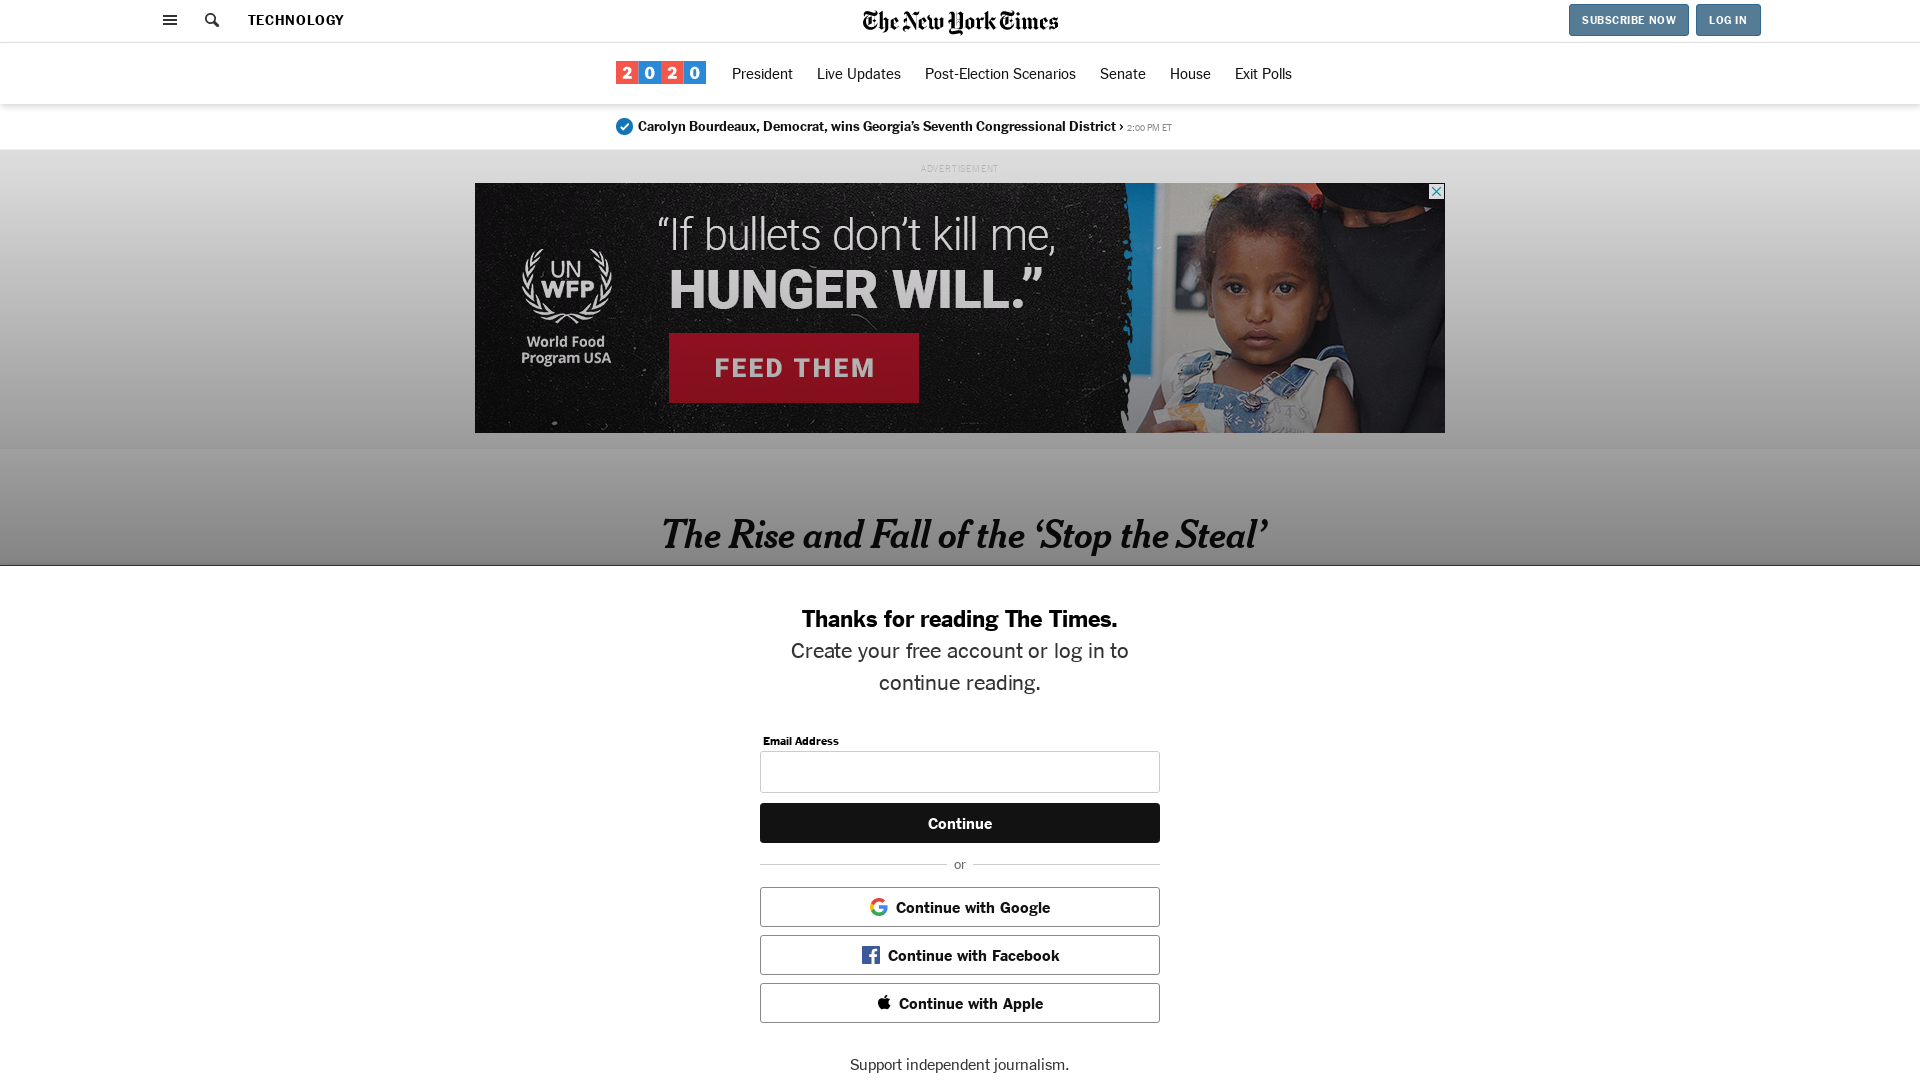 TECHNOLOGY
The New York Times
SUBSCRIBE NOW
LOG IN
2020
President
Live Updates
Post-Election Scenarios
Senate
House
Exit Polls
Carolyn Bourdeaux, Democrat, wins Georgia’s Seventh Congressional District › 2:00 PM ET
ADVERTISEMENT
UN
WFP
World Food
Program USA
“If bullets don’t kill me,
HUNGER WILL.”
FEED THEM
The Rise and Fall of the ‘Stop the Steal’
Thanks for reading The Times.
Create your free account or log in to
continue reading.
Email Address
Continue
or
Continue with Google
Continue with Facebook
Continue with Apple
Support independent journalism.